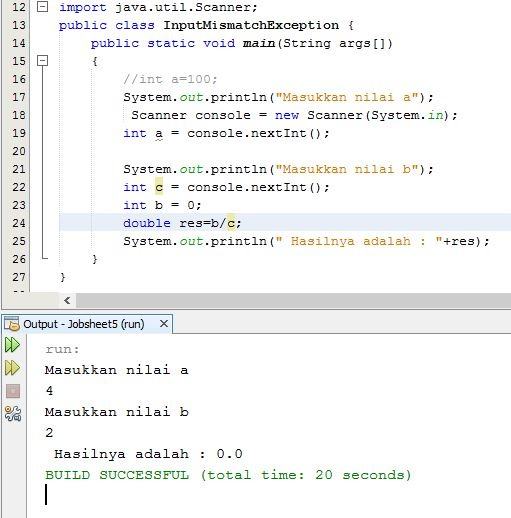 12 import java.util.Scanner;
13 public class InputMismatchException {
14 public static void main(String args[])
15 {
16 //int a=100;
17 System.out.println("Masukkan nilai a");
18 Scanner console = new Scanner(System.in);
19 int a = console.nextInt();
20
21 System.out.println("Masukkan nilai b");
22 int c = console.nextInt();
23 int b = 0;
24 double res=b/c;
25 System.out.println(" Hasilnya adalah : "+res);
26 }
27 }
Output - Jobsheet5 (run)
run:
Masukkan nilai a
4
Masukkan nilai b
2
Hasilnya adalah : 0.0
BUILD SUCCESSFUL (total time: 20 seconds)